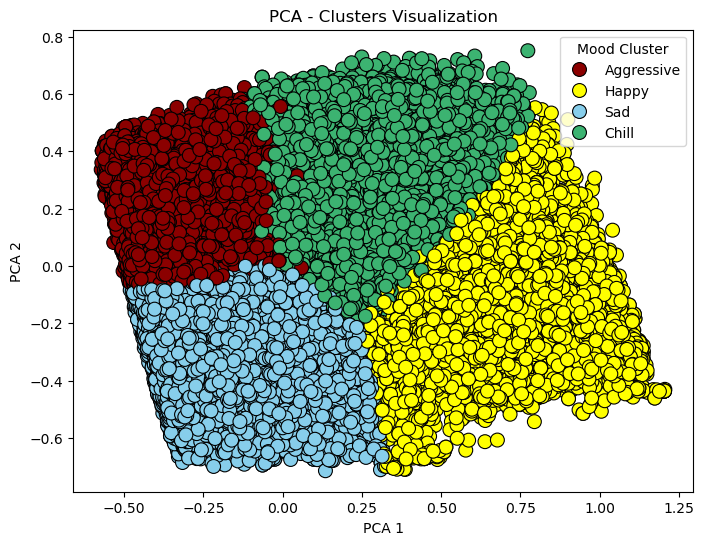 PCA - Clusters Visualization
Mood Cluster
Aggressive
Happy
Sad
Chill
PCA 2
0.8
0.6
0.4
0.2
0.0
−0.2
−0.4
−0.6
−0.50
−0.25
0.00
0.25
0.50
0.75
1.00
1.25
PCA 1